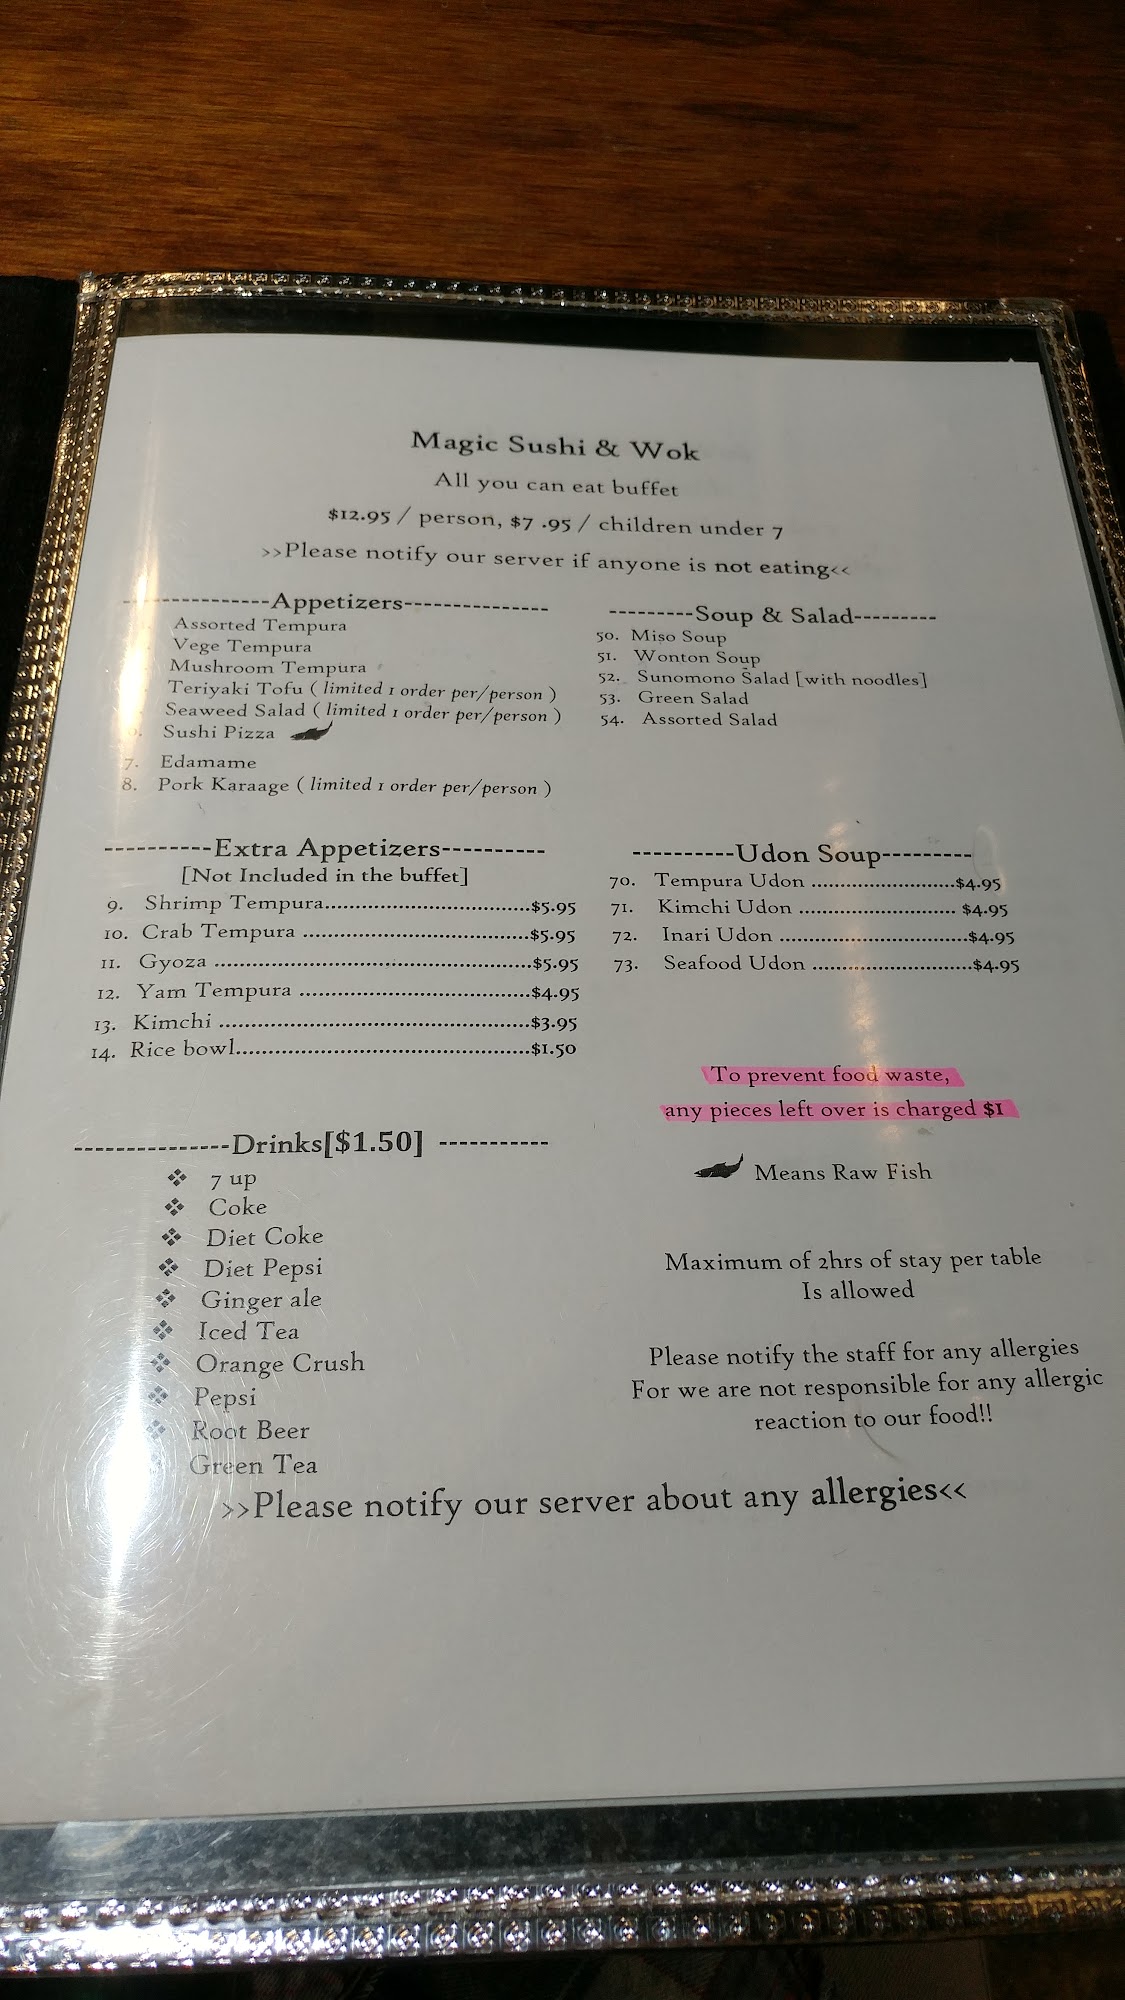 Magic Sushi & Wok
All you can eat buffet
$12.95 / person, $7 .95 / children under 7
>>Please notify our server if anyone is not eating<<
---------------Appetizers---------------
Assorted Tempura
Vege Tempura
Mushroom Tempura
Teriyaki Tofu ( limited 1 order per/person )
Seaweed Salad ( limited 1 order per/person )
Sushi Pizza
7. Edamame
8. Pork Karaage ( limited 1 order per/person )
---------Soup & Salad---------
50. Miso Soup
51. Wonton Soup
52. Sunomono Salad [with noodles]
53. Green Salad
54. Assorted Salad
----------Extra Appetizers----------
[Not Included in the buffet]
9. Shrimp Tempura................................$5.95
10. Crab Tempura ...................................$5.95
11. Gyoza .................................................$5.95
12. Yam Tempura ....................................$4.95
13. Kimchi ................................................$3.95
14. Rice bowl..............................................$1.50
----------Udon Soup---------
70. Tempura Udon .......................$4.95
71. Kimchi Udon ......................... $4.95
72. Inari Udon .............................$4.95
73. Seafood Udon .........................$4.95
To prevent food waste,
any pieces left over is charged $1
Means Raw Fish
---------------Drinks[$1.50] -----------
❖ 7 up
❖ Coke
❖ Diet Coke
❖ Diet Pepsi
❖ Ginger ale
❖ Iced Tea
❖ Orange Crush
❖ Pepsi
❖ Root Beer
Green Tea
Maximum of 2hrs of stay per table
Is allowed
Please notify the staff for any allergies
For we are not responsible for any allergic
reaction to our food!!
>>Please notify our server about any allergies<<